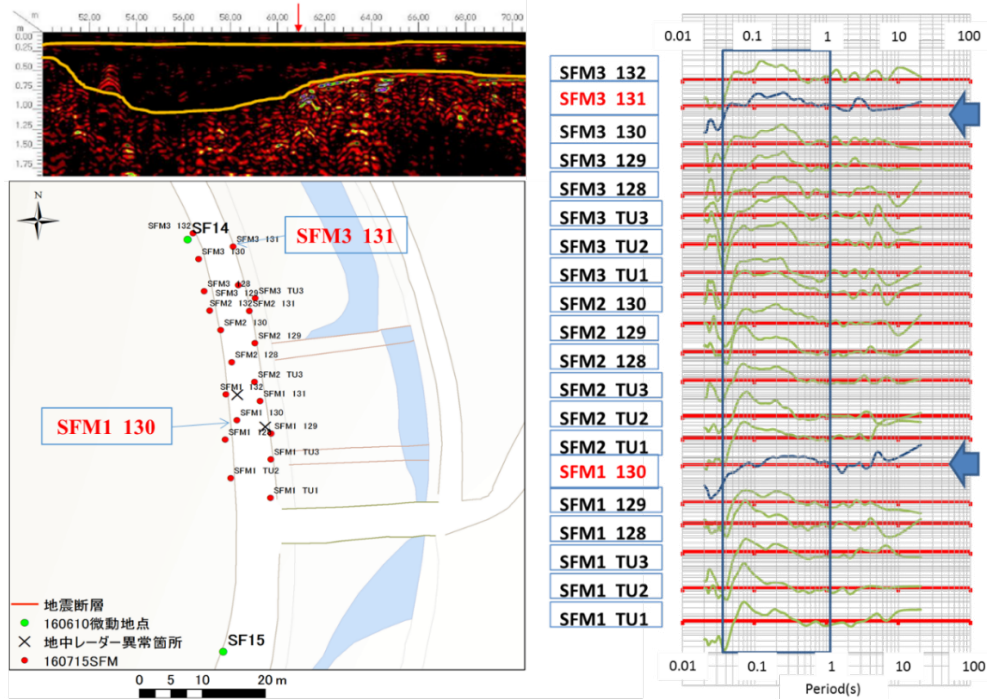 m
52.00 54.00 56.00 58.00 60.00 62.00 64.00 66.00 68.00 70.00
m
0.00
0.25
0.50
0.75
1.00
1.25
1.50
1.75
N
SFM3 132
SF14
SFM3 131
SFM3 131
SFM3 130
SFM3 128
SFM3 129
SFM3 TU3
SFM2 132
SFM2 131
SFM2 130
SFM2 129
SFM2 128
SFM2 TU3
SFM1 132
SFM1 131
SFM1 130
SFM1 130
SFM1 129
SFM1 TU3
SFM1 TU2
SFM1 TU1
地震断層
160610微動地点
地中レーダー異常箇所
160715SFM
SF15
0 5 10 20 m
0.01 0.1 1 10 100
SFM3 132
SFM3 131
SFM3 130
SFM3 129
SFM3 128
SFM3 TU3
SFM3 TU2
SFM3 TU1
SFM2 130
SFM2 129
SFM2 128
SFM2 TU3
SFM2 TU2
SFM2 TU1
SFM1 130
SFM1 129
SFM1 128
SFM1 TU3
SFM1 TU2
SFM1 TU1
0.01 0.1 1 10 100
Period(s)